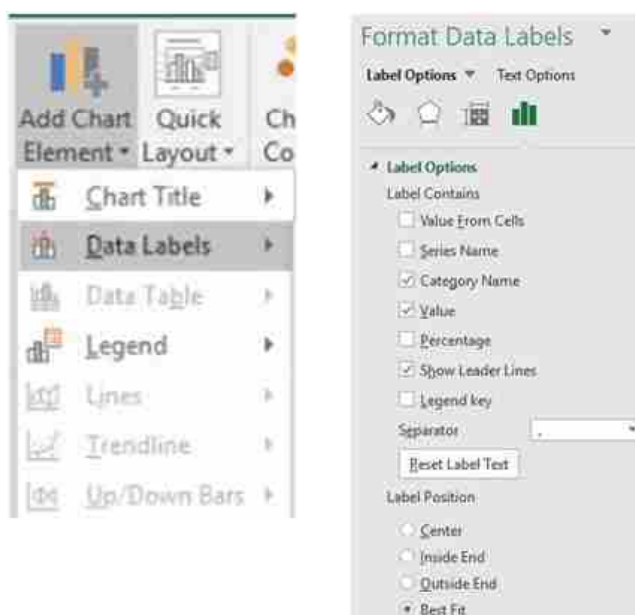 Add Chart
Element
Quick
Layout
Ch
Co
Chart Title
Data Labels
Data Table
Legend
Lines
Trendline
Up/Down Bars
Format Data Labels
Label Options
Text Options
Label Options
Label Contains
Value From Cells
Series Name
Category Name
Value
Percentage
Show Leader Lines
Legend key
Separator ,
Reset Label Text
Label Position
Center
Inside End
Outside End
Best Fit